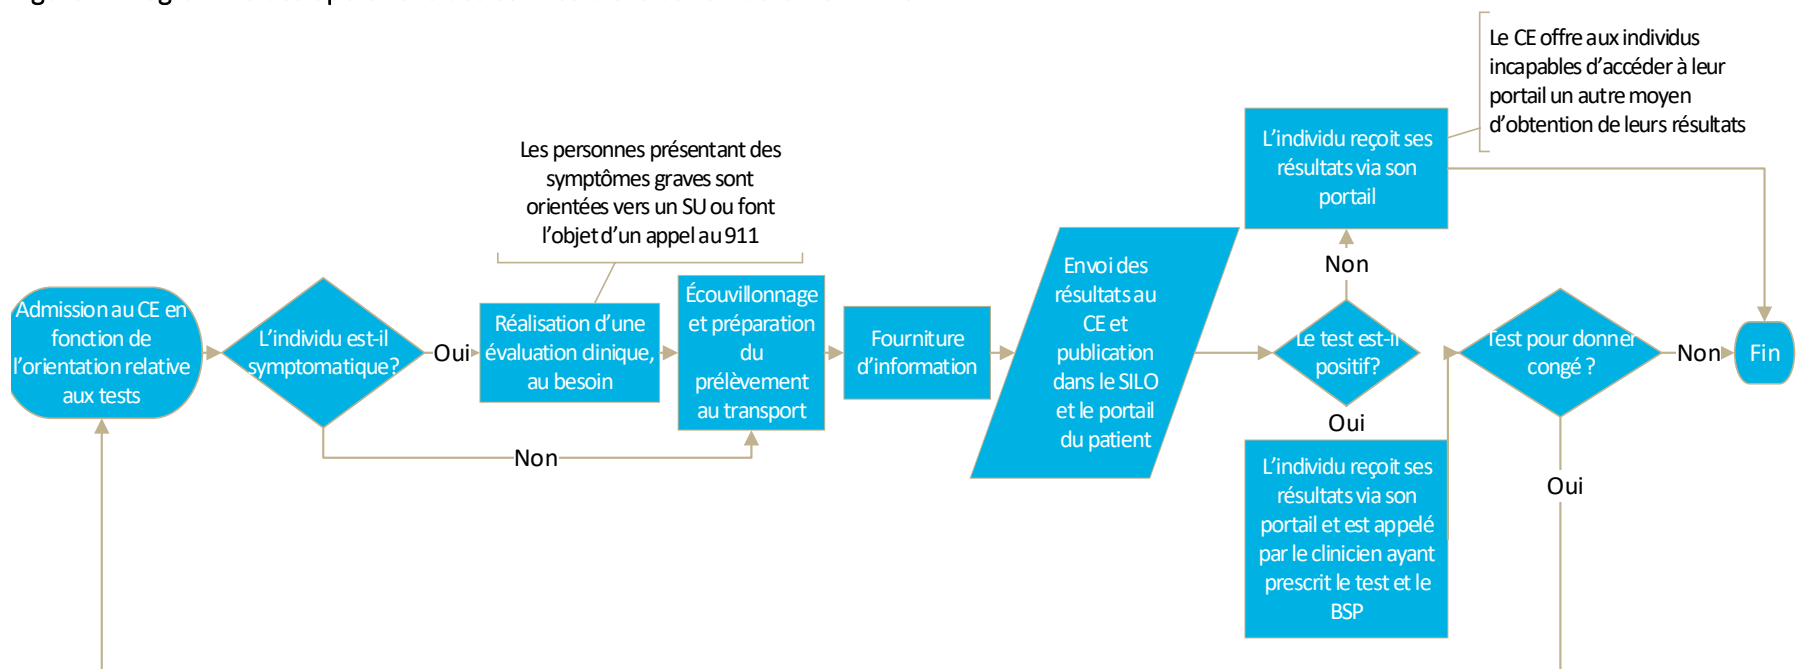 Admission au CE en
fonction de
l'orientation relative
aux tests
L'individu est-il
symptomatique?
Oui
Non
Les personnes présentant des
symptômes graves sont
orientées vers un SU ou font
l'objet d'un appel au 911
Réalisation d'une
évaluation clinique,
au besoin
Écouvillonnage
et préparation
du
prélèvement
au transport
Fourniture
d'information
Envoi des
résultats au
CE et
publication
dans le SILO
et le portail
du patient
Le test est-il
positif?
Non
Oui
L'individu reçoit ses
résultats via son
portail
Le CE offre aux individus
incapables d'accéder à leur
portail un autre moyen
d'obtention de leurs résultats
L'individu reçoit ses
résultats via son
portail et est appelé
par le clinicien ayant
prescrit le test et le
BSP
Test pour donner
congé ?
Non
Oui
Fin